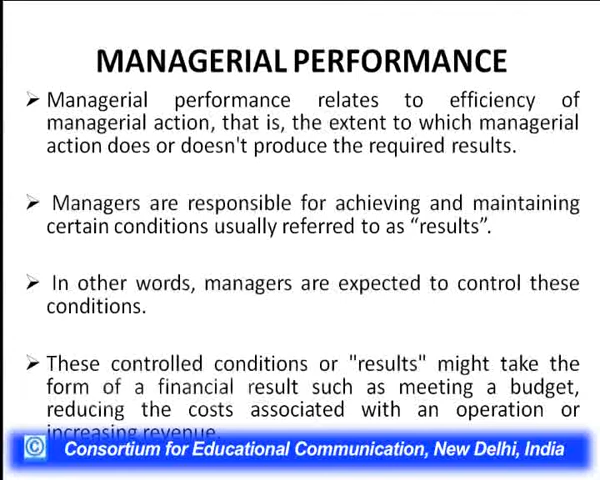 MANAGERIAL PERFORMANCE
➢ Managerial performance relates to efficiency of
managerial action, that is, the extent to which managerial
action does or doesn't produce the required results.
➢ Managers are responsible for achieving and maintaining
certain conditions usually referred to as “results”.
➢ In other words, managers are expected to control these
conditions.
➢ These controlled conditions or "results" might take the
form of a financial result such as meeting a budget,
reducing the costs associated with an operation or
increasing revenue.
© Consortium for Educational Communication, New Delhi, India